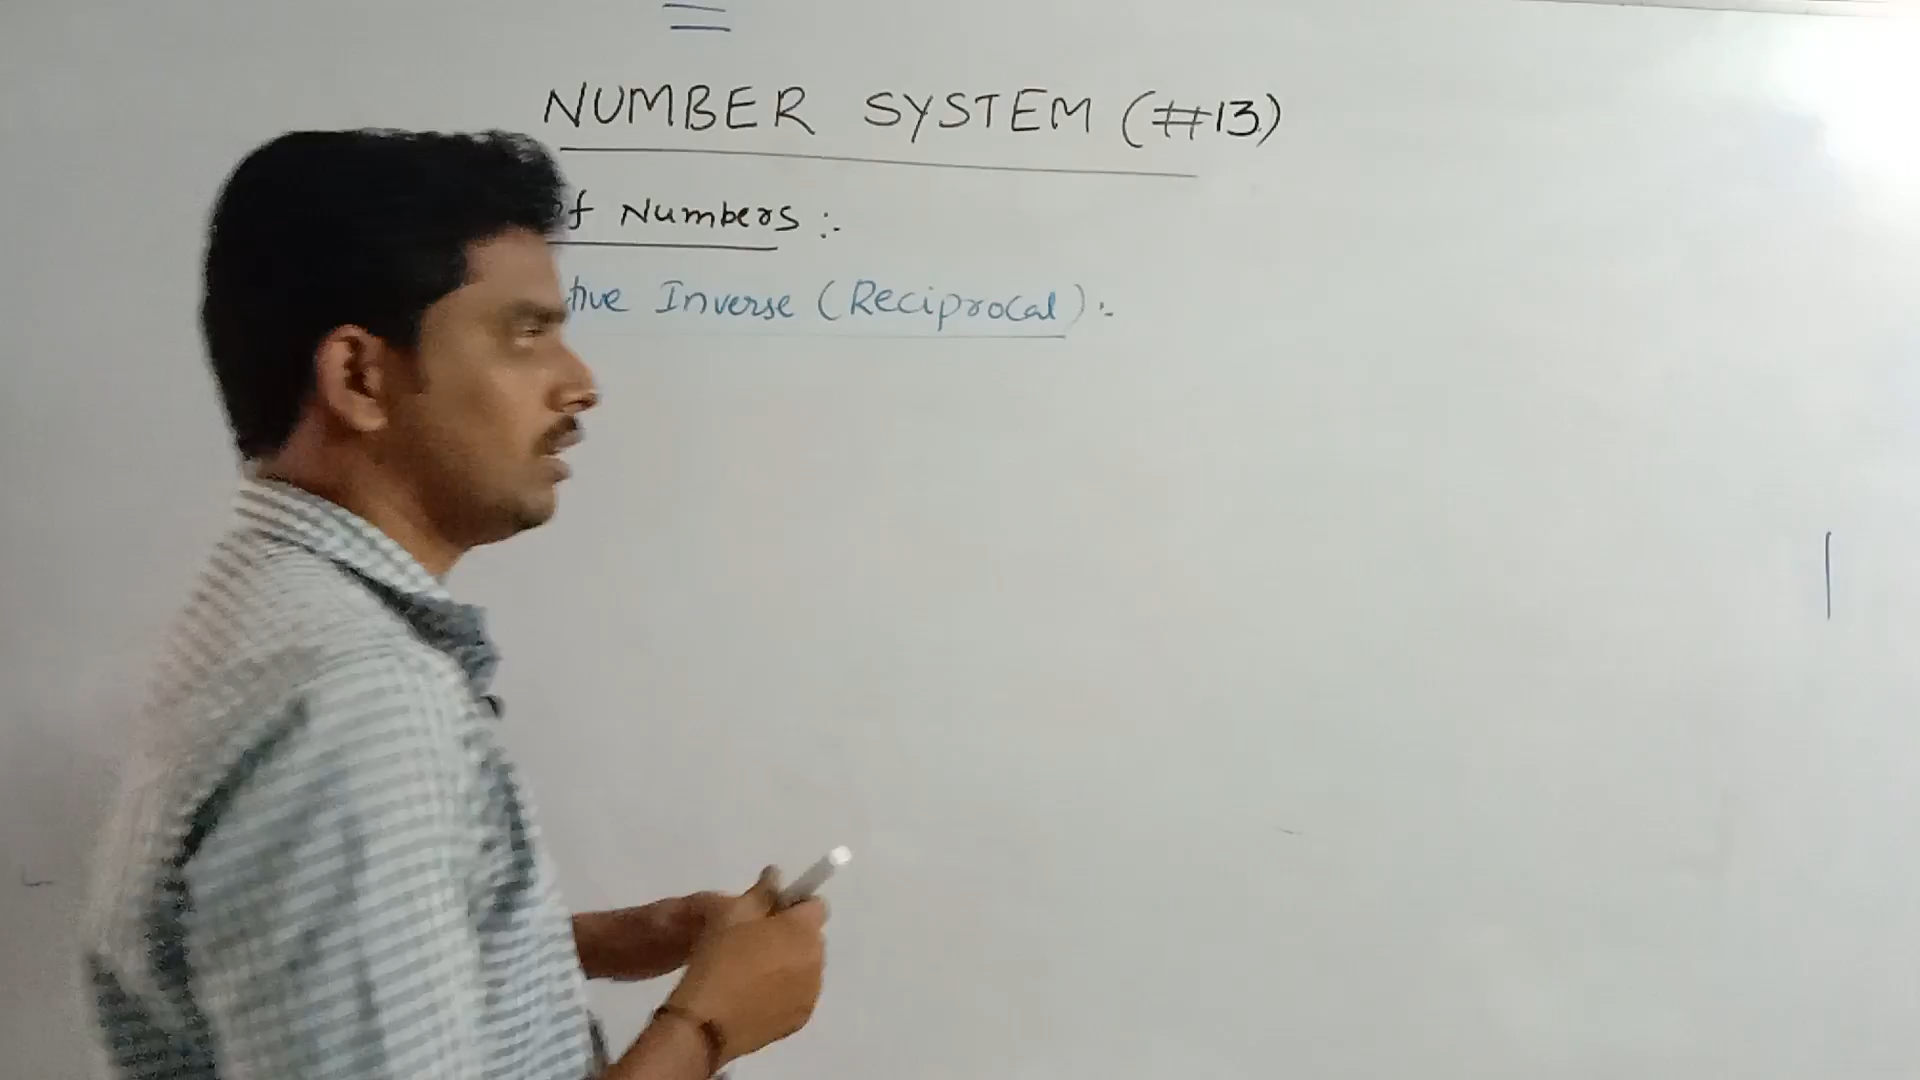 NUMBER SYSTEM (#13)
of Numbers :-
tive Inverse (Reciprocal) :-